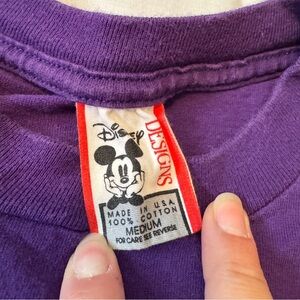 Disney
DESIGNS
MADE IN U.S.A.
100% COTTON
MEDIUM
FOR CARE SEE REVERSE